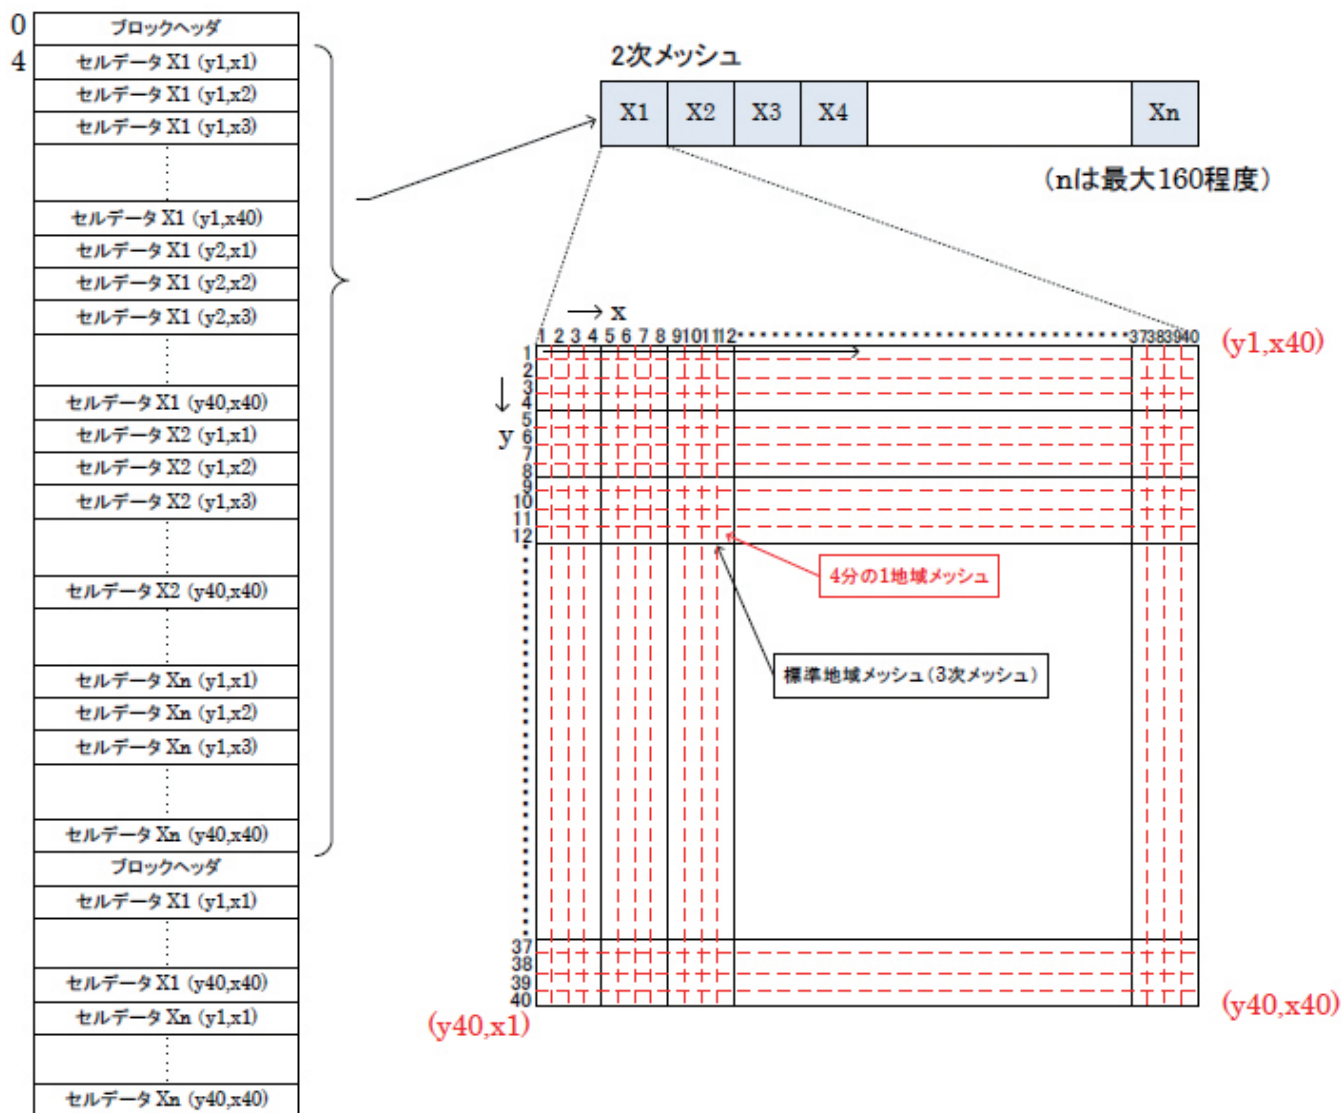 0
ブロックヘッダ
4
セルデータ X1 (y1,x1)
セルデータ X1 (y1,x2)
セルデータ X1 (y1,x3)
セルデータ X1 (y1,x40)
セルデータ X1 (y2,x1)
セルデータ X1 (y2,x2)
セルデータ X1 (y2,x3)
セルデータ X1 (y40,x40)
セルデータ X2 (y1,x1)
セルデータ X2 (y1,x2)
セルデータ X2 (y1,x3)
セルデータ X2 (y40,x40)
セルデータ Xn (y1,x1)
セルデータ Xn (y1,x2)
セルデータ Xn (y1,x3)
セルデータ Xn (y40,x40)
ブロックヘッダ
セルデータ X1 (y1,x1)
セルデータ X1 (y40,x40)
セルデータ Xn (y1,x1)
セルデータ Xn (y40,x40)
2次メッシュ
X1 X2 X3 X4 Xn
(nは最大160程度)
x
1 2 3 4 5 6 7 8 9 10 11 12 37 38 39 40
(y1,x40)
y
1
2
3
4
5
6
7
8
9
10
11
12
4分の1地域メッシュ
標準地域メッシュ(3次メッシュ)
37
38
39
40
(y40,x1)
(y40,x40)